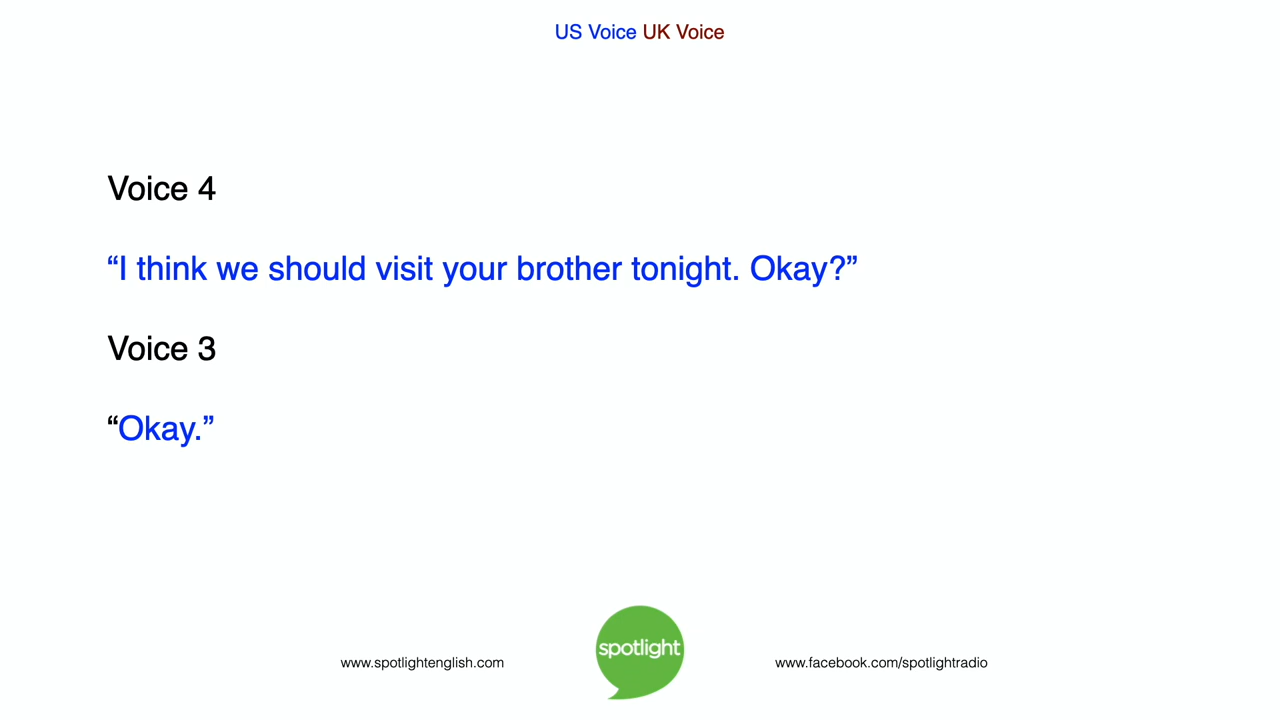 US Voice UK Voice
Voice 4
“I think we should visit your brother tonight. Okay?”
Voice 3
“Okay.”
spotlight
www.spotlightenglish.com
www.facebook.com/spotlightradio